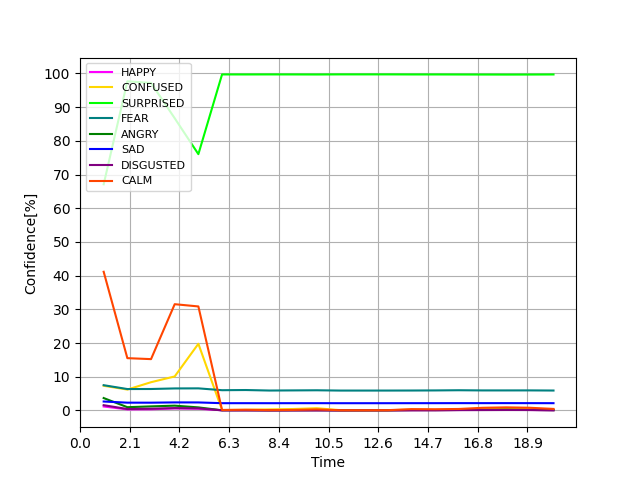 100
90
80
70
60
50
40
30
20
10
0
Confidence[%]
HAPPY
CONFUSED
SURPRISED
FEAR
ANGRY
SAD
DISGUSTED
CALM
0.0 2.1 4.2 6.3 8.4 10.5 12.6 14.7 16.8 18.9
Time